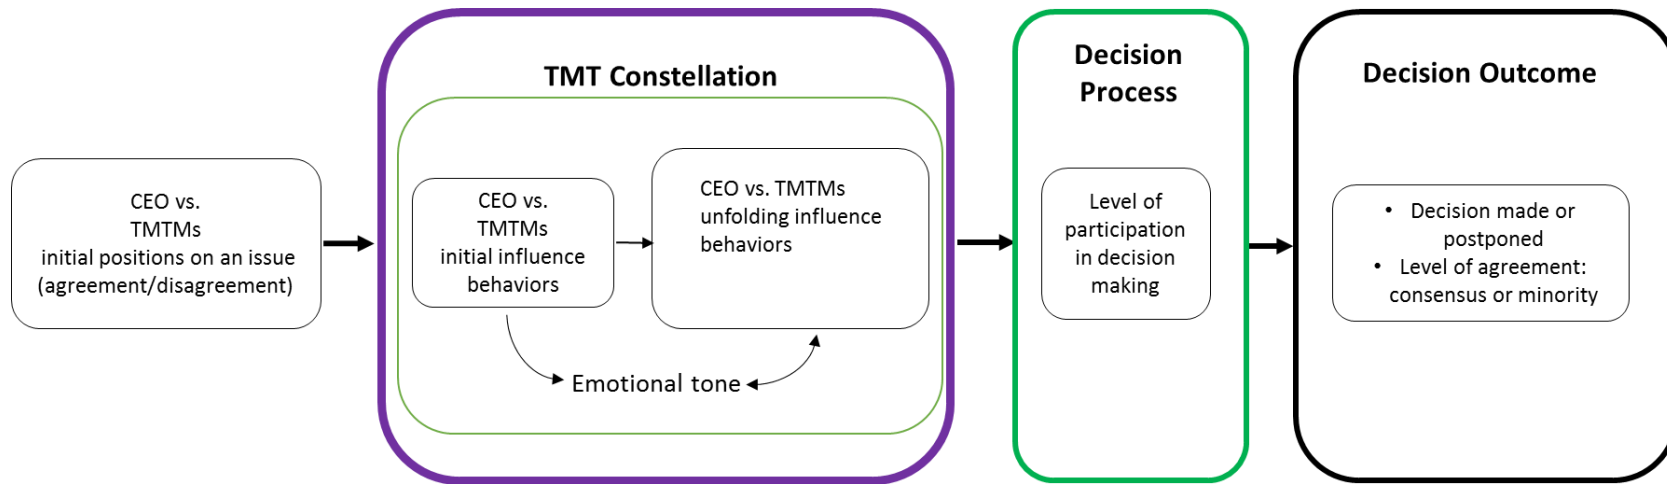 CEO vs.
TMTMs
initial positions on an issue
(agreement/disagreement)
TMT Constellation
CEO vs.
TMTMs
initial influence
behaviors
CEO vs. TMTMs
unfolding influence
behaviors
Emotional tone
Decision
Process
Level of
participation
in decision
making
Decision Outcome
• Decision made or
postponed
• Level of agreement:
consensus or minority